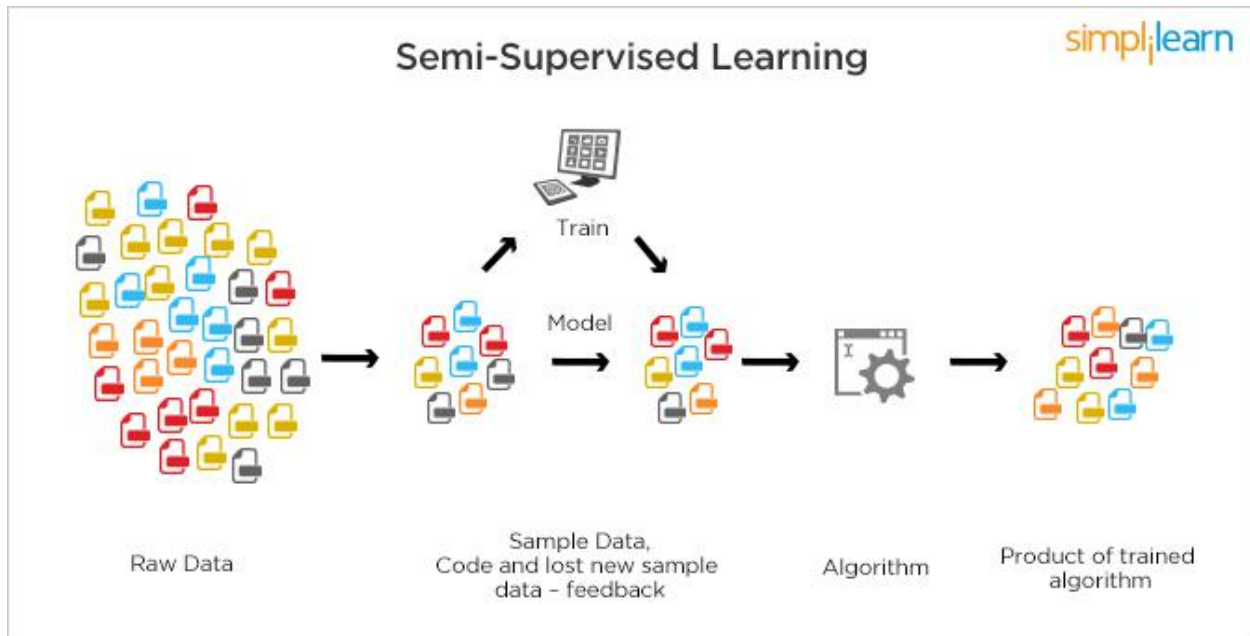 Semi-Supervised Learning
simplilearn
Train
Model
Raw Data
Sample Data,
Code and lost new sample
data – feedback
Algorithm
Product of trained
algorithm